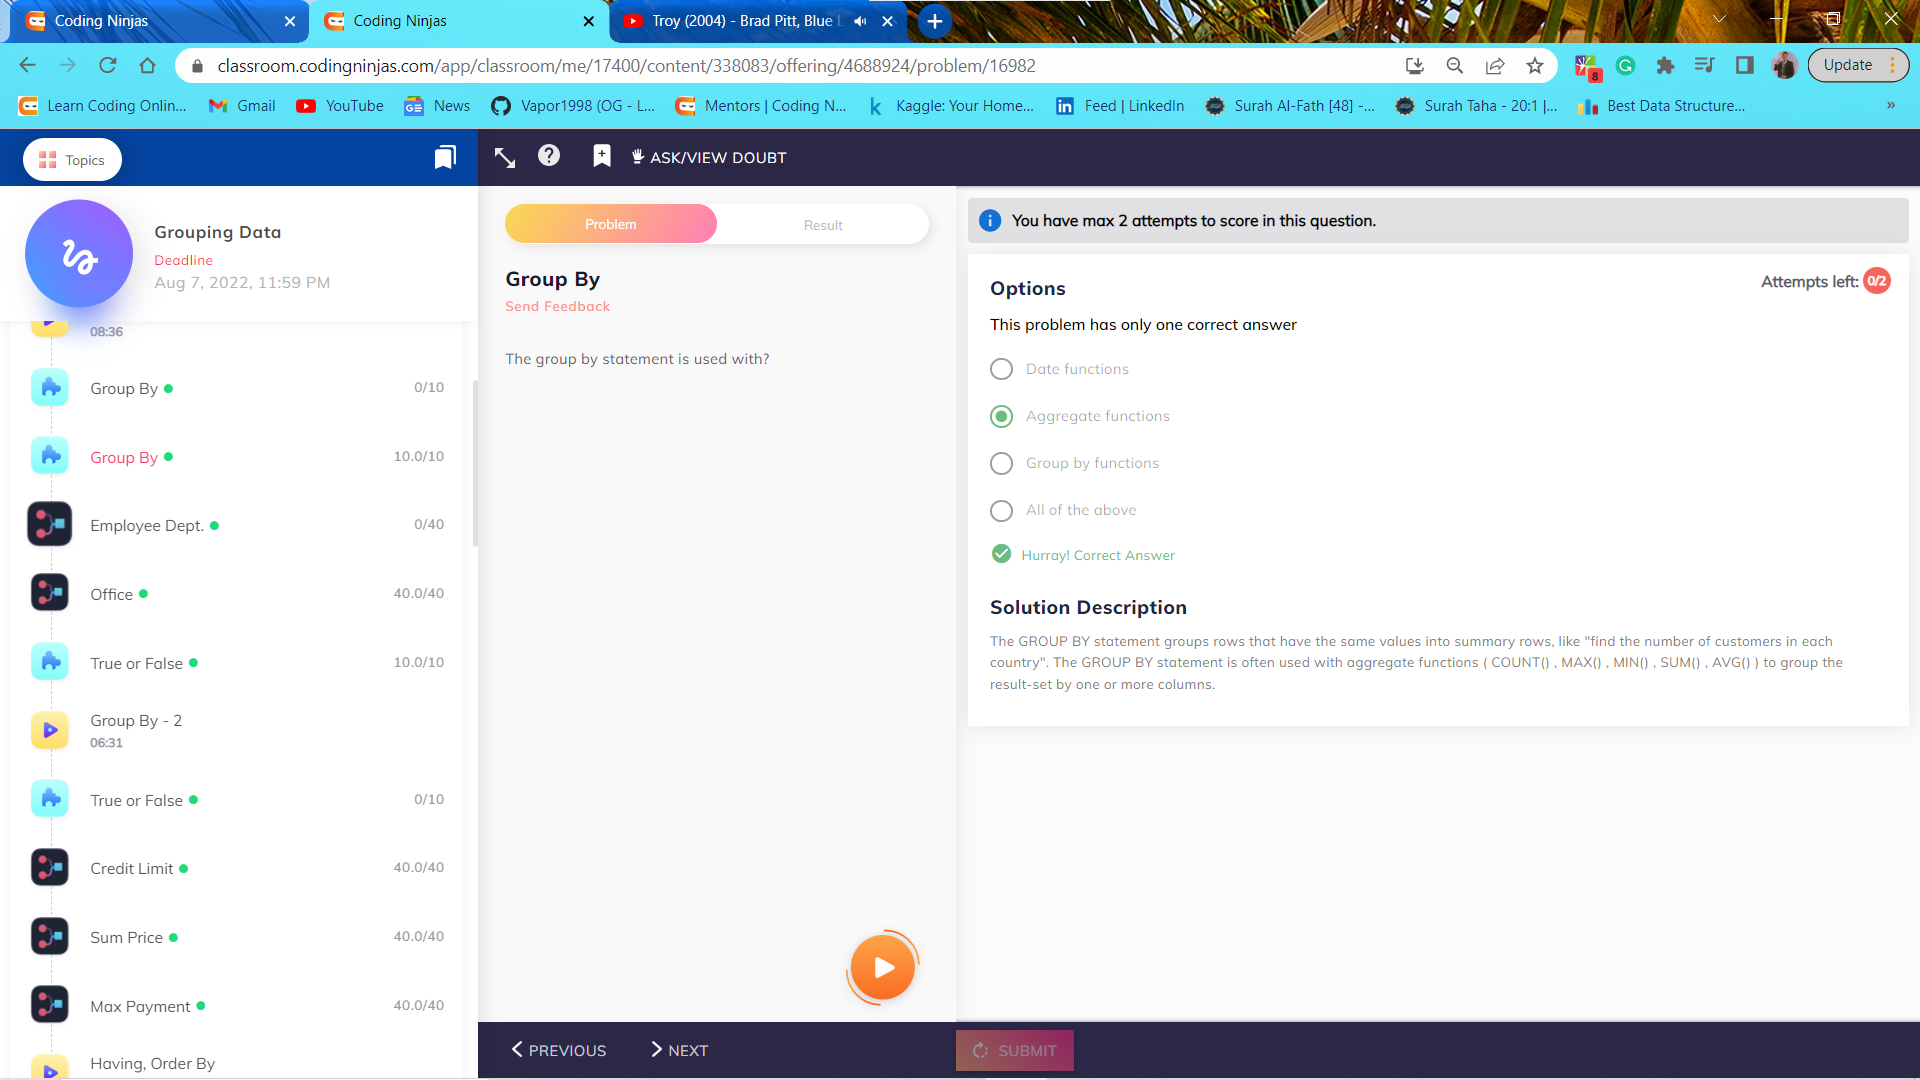 Coding Ninjas
Coding Ninjas
Troy (2004) - Brad Pitt, Blue
classroom.codingninjas.com/app/classroom/me/17400/content/338083/offering/4688924/problem/16982
8
Update
Learn Coding Onlin...
Gmail
YouTube
News
Vapor1998 (OG - L...
Mentors | Coding N...
Kaggle: Your Home...
Feed | LinkedIn
Surah Al-Fath [48] -...
Surah Taha - 20:1 |...
Best Data Structure...
»
Topics
ASK/VIEW DOUBT
Grouping Data
Deadline
Aug 7, 2022, 11:59 PM
08:36
Group By
0/10
Group By
10.0/10
Employee Dept.
0/40
Office
40.0/40
True or False
10.0/10
Group By - 2
06:31
True or False
0/10
Credit Limit
40.0/40
Sum Price
40.0/40
Max Payment
40.0/40
Having, Order By
Problem
Result
Group By
Send Feedback
The group by statement is used with?
PREVIOUS
NEXT
You have max 2 attempts to score in this question.
Options
Attempts left: 0/2
This problem has only one correct answer
Date functions
Aggregate functions
Group by functions
All of the above
Hurray! Correct Answer
Solution Description
The GROUP BY statement groups rows that have the same values into summary rows, like "find the number of customers in each
country". The GROUP BY statement is often used with aggregate functions ( COUNT() , MAX() , MIN() , SUM() , AVG() ) to group the
result-set by one or more columns.
SUBMIT